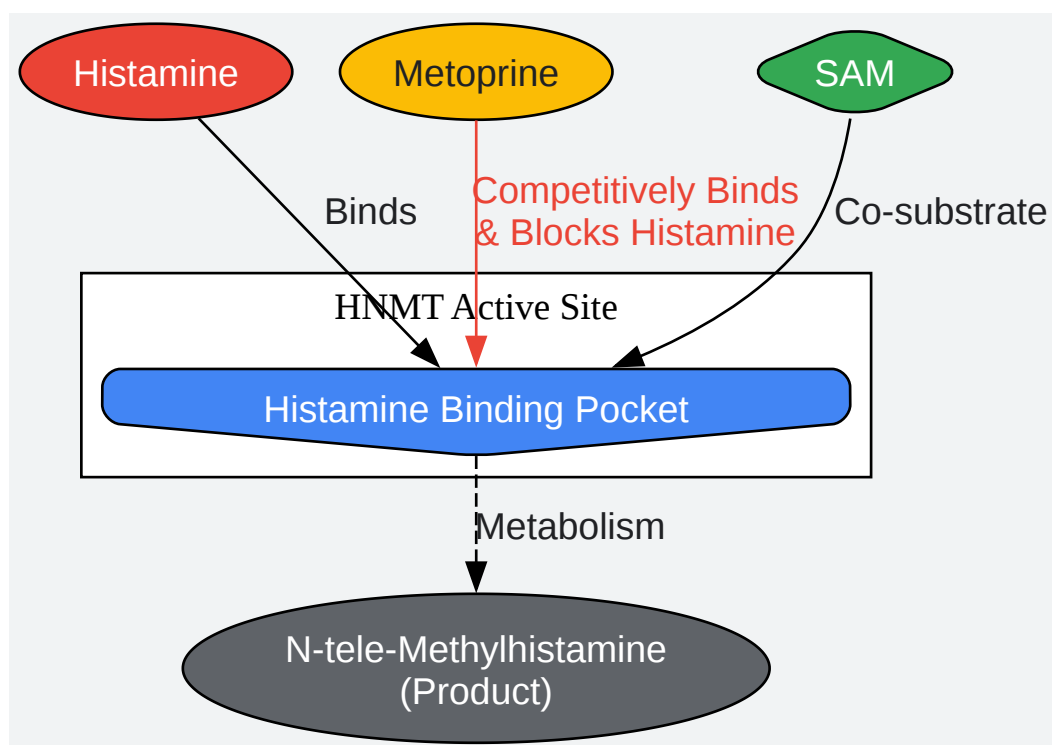 Histamine
Metoprine
SAM
Binds
Competitively Binds
& Blocks Histamine
Co-substrate
HNMT Active Site
Histamine Binding Pocket
Metabolism
N-tele-Methylhistamine
(Product)